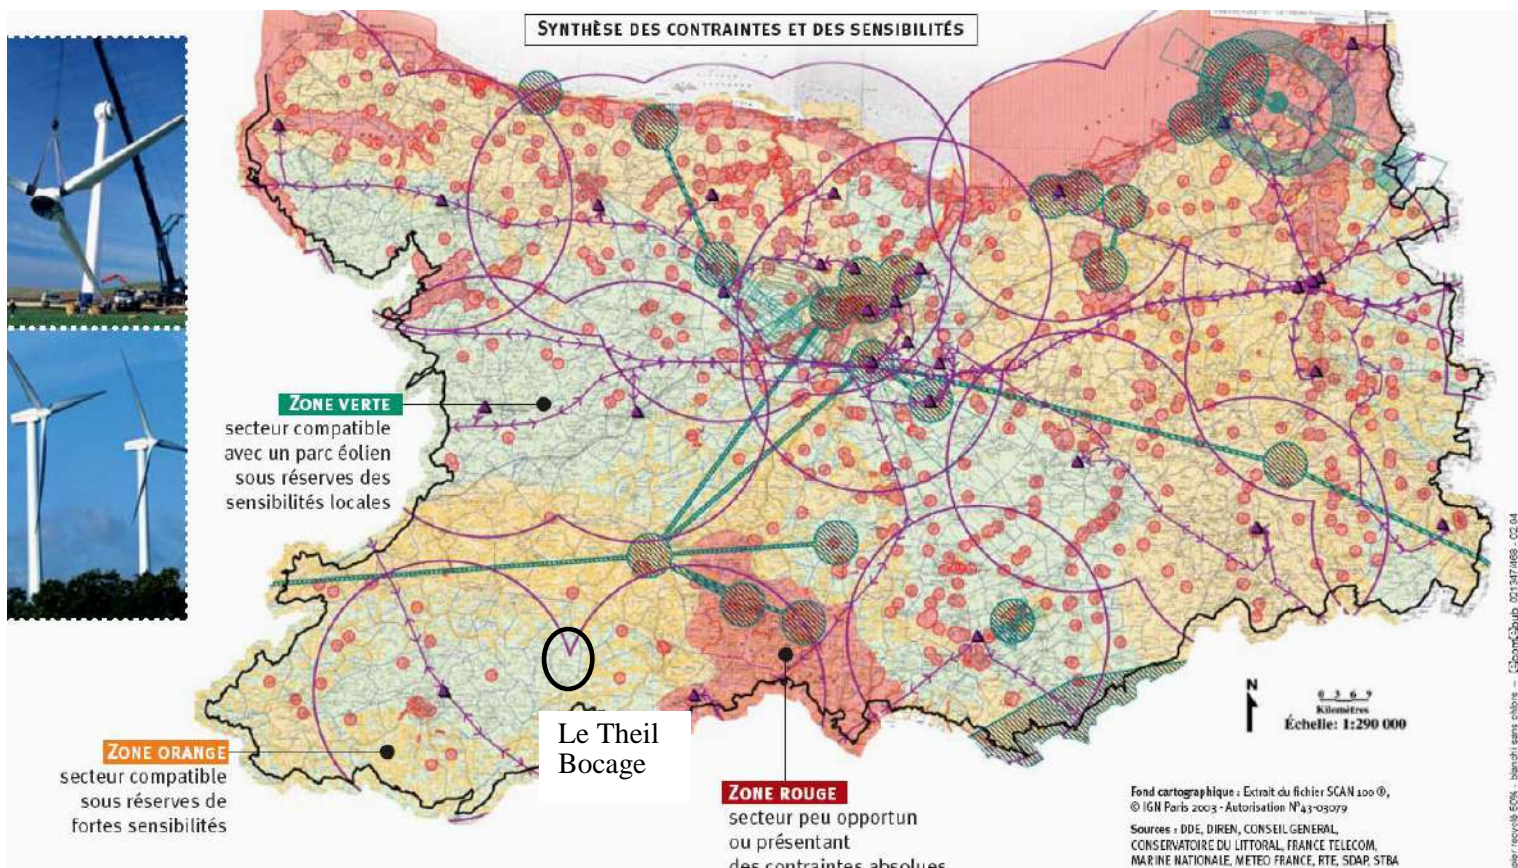 SYNTHÈSE DES CONTRAINTES ET DES SENSIBILITÉS
ZONE VERTE
secteur compatible
avec un parc éolien
sous réserves des
sensibilités locales
Le Theil
Bocage
ZONE ORANGE
secteur compatible
sous réserves de
fortes sensibilités
ZONE ROUGE
secteur peu opportun
ou présentant
des contraintes absolues
N
0 3 6 9
Kilomètres
Échelle: 1:290 000
Fond cartographique : Extrait du fichier SCAN 100 ®,
© IGN Paris 2003 - Autorisation N°43-03079
Sources : DDE, DIREN, CONSEIL GENERAL,
CONSERVATOIRE DU LITTORAL, FRANCE TELECOM,
MARINE NATIONALE, METEO FRANCE, RTE, SDAP, STBA